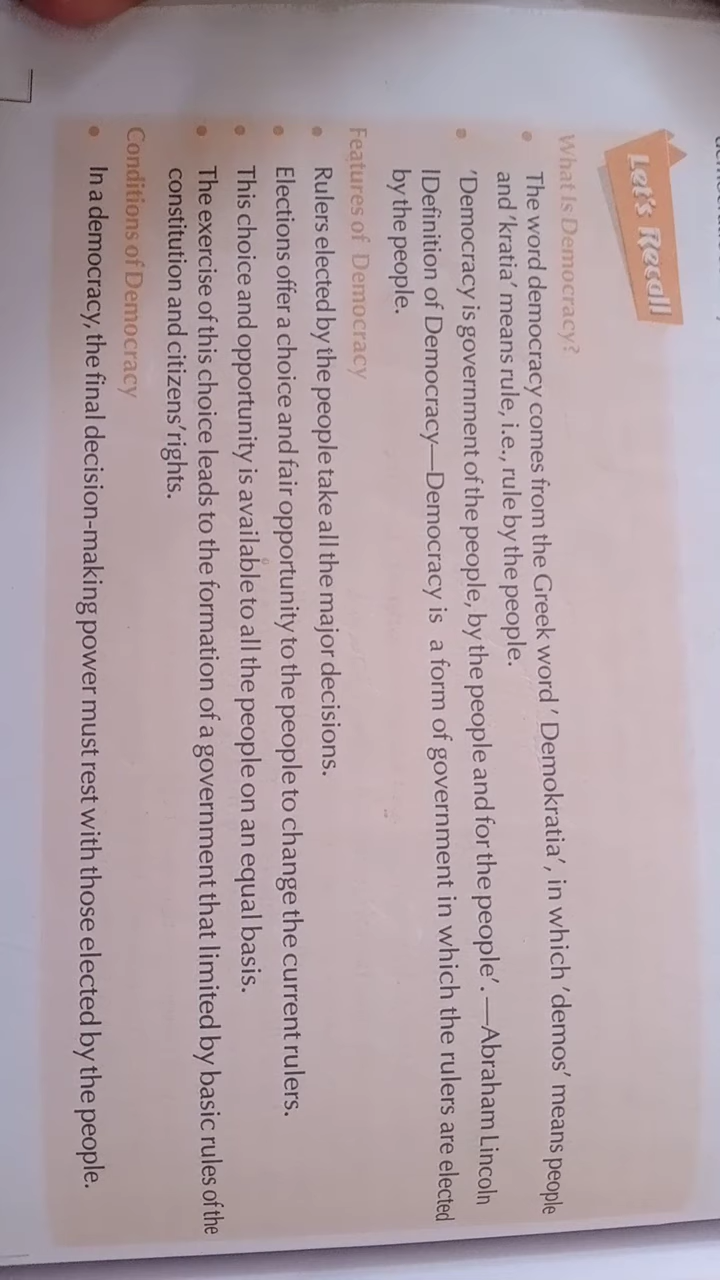 Let's Recall
What Is Democracy?
• The word democracy comes from the Greek word ' Demokratia', in which 'demos' means people
and 'kratia' means rule, i.e., rule by the people.
• 'Democracy is government of the people, by the people and for the people'. —Abraham Lincoln
lDefinition of Democracy—Democracy is a form of government in which the rulers are elected
by the people.
Features of Democracy
• Rulers elected by the people take all the major decisions.
• Elections offer a choice and fair opportunity to the people to change the current rulers.
• This choice and opportunity is available to all the people on an equal basis.
• The exercise of this choice leads to the formation of a government that limited by basic rules of the
constitution and citizens' rights.
Conditions of Democracy
• In a democracy, the final decision-making power must rest with those elected by the people.